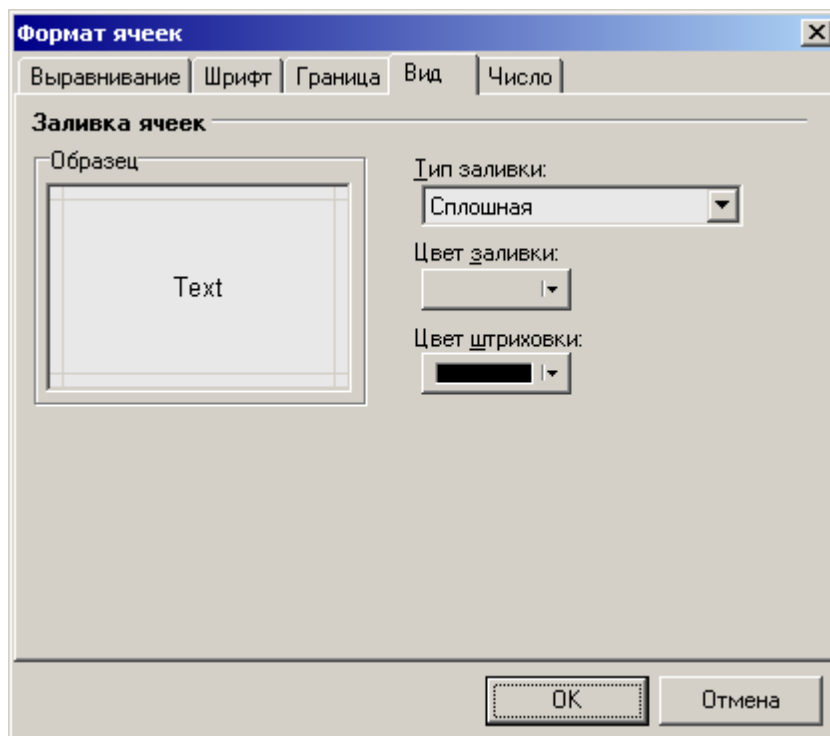 Формат ячеек
Выравнивание Шрифт Граница Вид Число
Заливка ячеек
Образец
Text
Тип заливки:
Сплошная
Цвет заливки:
Цвет штриховки:
OK Отмена